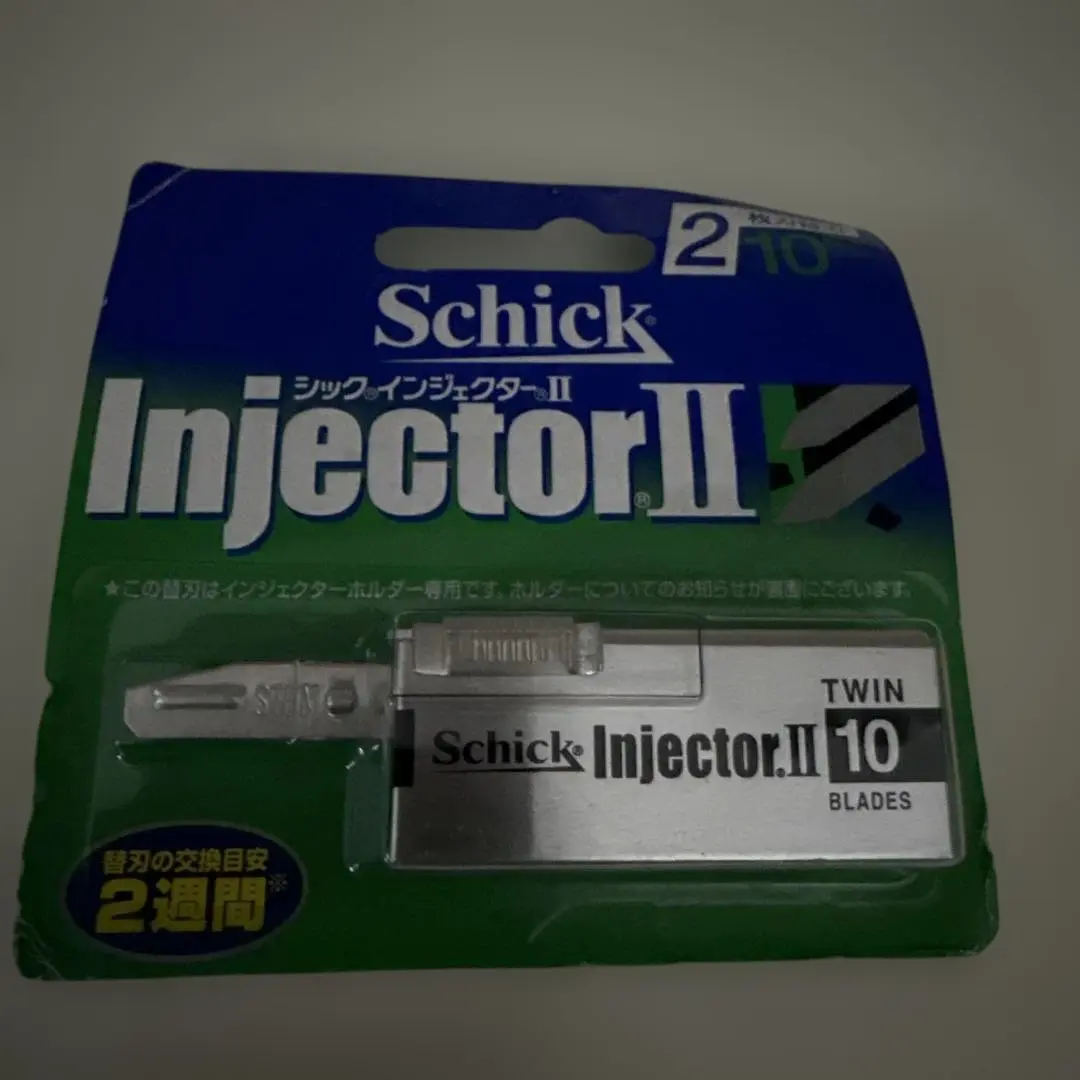 2
10
Schick®
シック®インジェクター®II
Injector®II
★この替刃はインジェクターホルダー専用です。ホルダーについてのお知らせが裏面にございます。
TWIN
Schick® Injector®II 10
BLADES
替刃の交換目安
2週間※